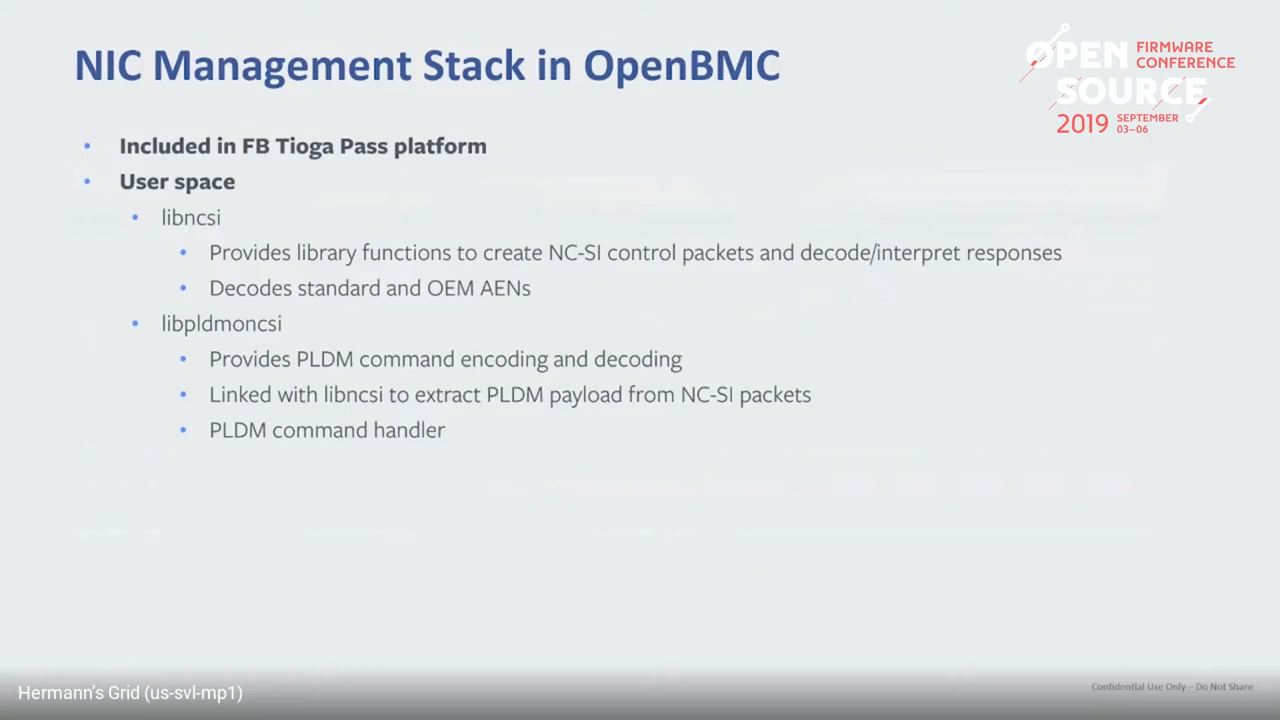 NIC Management Stack in OpenBMC
OPEN SOURCE
FIRMWARE
CONFERENCE
2019 SEPTEMBER
03–06
• Included in FB Tioga Pass platform
• User space
• libncsi
• Provides library functions to create NC-SI control packets and decode/interpret responses
• Decodes standard and OEM AENs
• libpldmoncsi
• Provides PLDM command encoding and decoding
• Linked with libncsi to extract PLDM payload from NC-SI packets
• PLDM command handler
Hermann's Grid (us-svl-mp1)
Confidential Use Only – Do Not Share